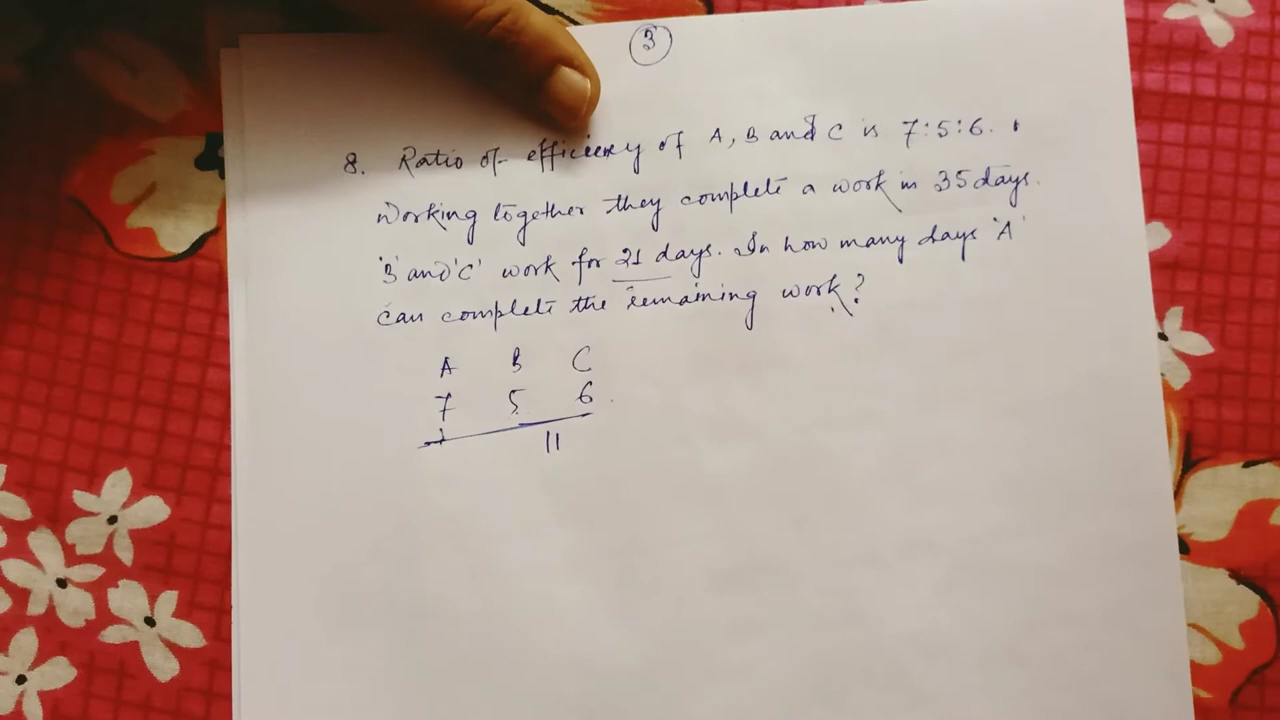 3
8. Ratio of efficiency of A, B and C is 7:5:6.
Working together they complete a work in 35 days.
'B' and 'C' work for 21 days. In how many days 'A'
can complete the remaining work?
A B C
7 5 6
11